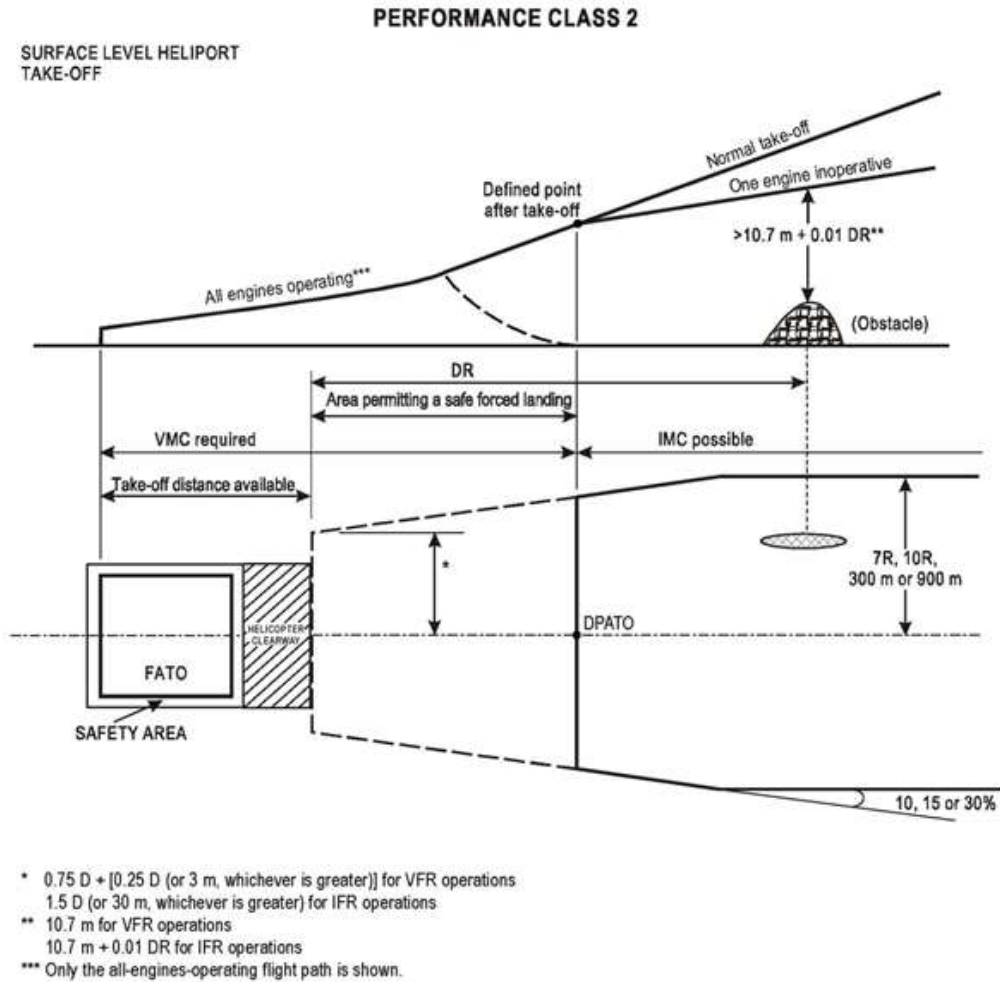 PERFORMANCE CLASS 2
SURFACE LEVEL HELIPORT
TAKE-OFF
Normal take-off
One engine inoperative
Defined point
after take-off
>10.7 m + 0.01 DR**
All engines operating***
(Obstacle)
DR
Area permitting a safe forced landing
VMC required
IMC possible
Take-off distance available
*
7R, 10R,
300 m or 900 m
HELICOPTER
CLEARWAY
DPATO
FATO
SAFETY AREA
10, 15 or 30%
* 0.75 D + [0.25 D (or 3 m, whichever is greater)] for VFR operations
1.5 D (or 30 m, whichever is greater) for IFR operations
** 10.7 m for VFR operations
10.7 m + 0.01 DR for IFR operations
*** Only the all-engines-operating flight path is shown.